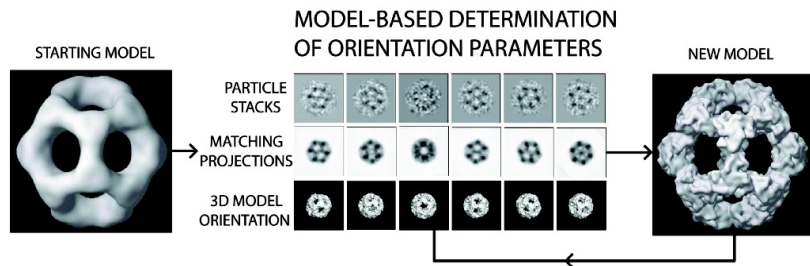 MODEL-BASED DETERMINATION
OF ORIENTATION PARAMETERS
STARTING MODEL
NEW MODEL
PARTICLE
STACKS
MATCHING
PROJECTIONS
3D MODEL
ORIENTATION